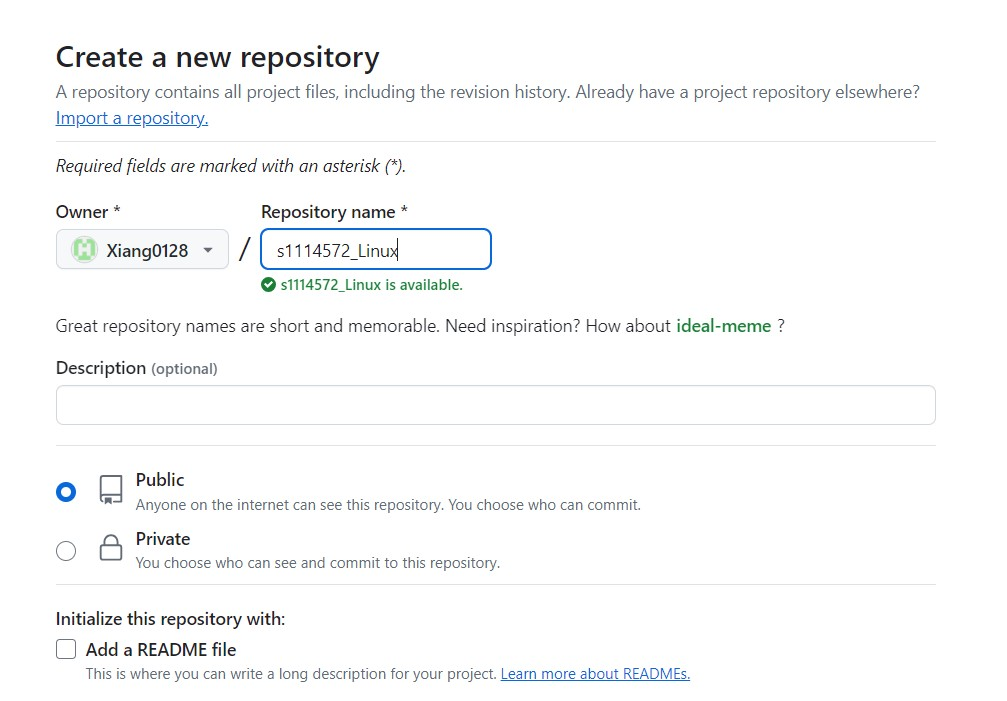 Create a new repository
A repository contains all project files, including the revision history. Already have a project repository elsewhere?
Import a repository.
Required fields are marked with an asterisk (*).
Owner * Repository name *
Xiang0128 / s1114572_Linux
s1114572_Linux is available.
Great repository names are short and memorable. Need inspiration? How about ideal-meme ?
Description (optional)
Public
Anyone on the internet can see this repository. You choose who can commit.
Private
You choose who can see and commit to this repository.
Initialize this repository with:
Add a README file
This is where you can write a long description for your project. Learn more about READMEs.